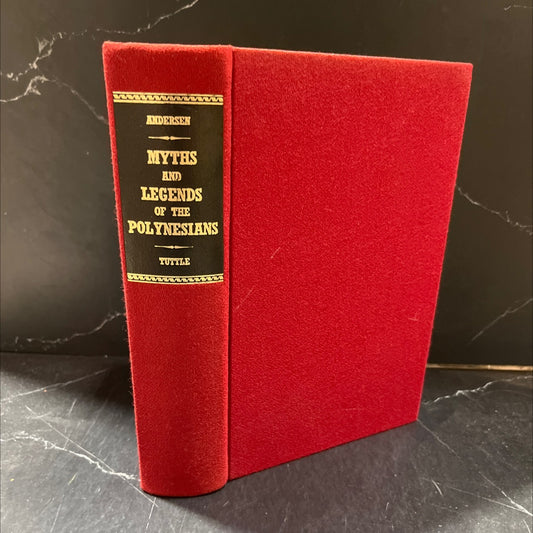 ANDERSEN
MYTHS
AND
LEGENDS
OF THE
POLYNESIANS
TUTTLE